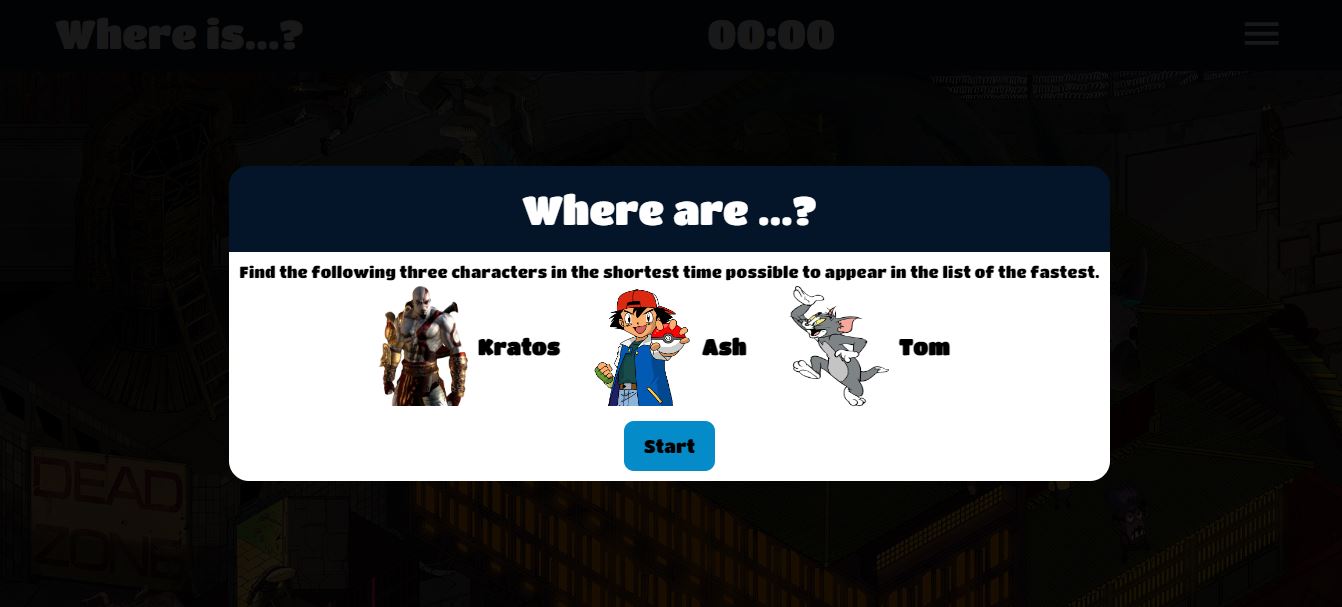 Where is...? 00:00
Where are ...?
Find the following three characters in the shortest time possible to appear in the list of the fastest.
Kratos Ash Tom
Start
DEAD
ZONE